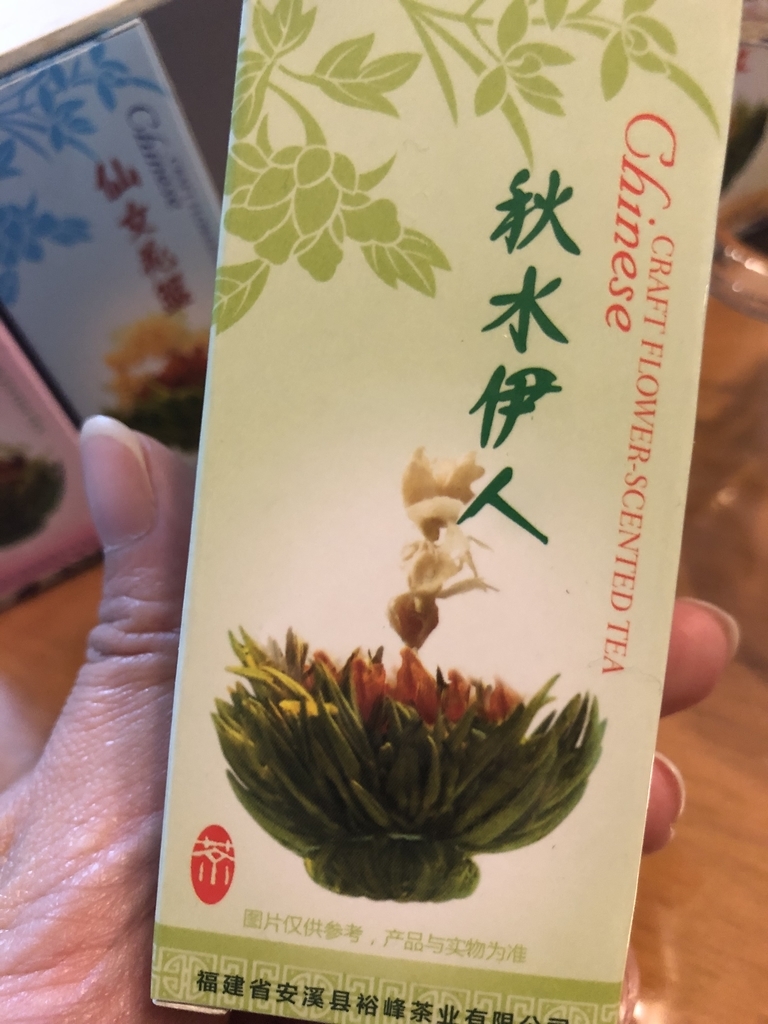 秋水伊人
Chinese
CRAFT FLOWER-SCENTED TEA
茶
图片仅供参考，产品与实物为准
福建省安溪县裕峰茶业有限公司
Chinese
仙女